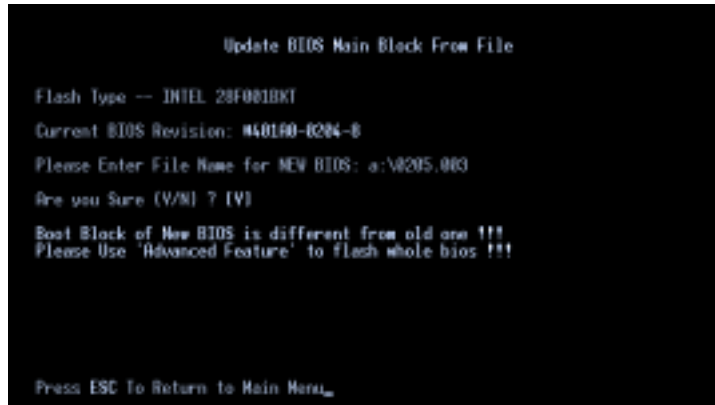 Update BIOS Main Block From File
Flash Type -- INTEL 28F001BXT
Current BIOS Revision: #401A0-0204-8
Please Enter File Name for NEW BIOS: a:\0205.003
Are you Sure (Y/N) ? [Y]
Boot Block of New BIOS is different from old one !!!
Please Use 'Advanced Feature' to flash whole bios !!!
Press ESC To Return to Main Menu_